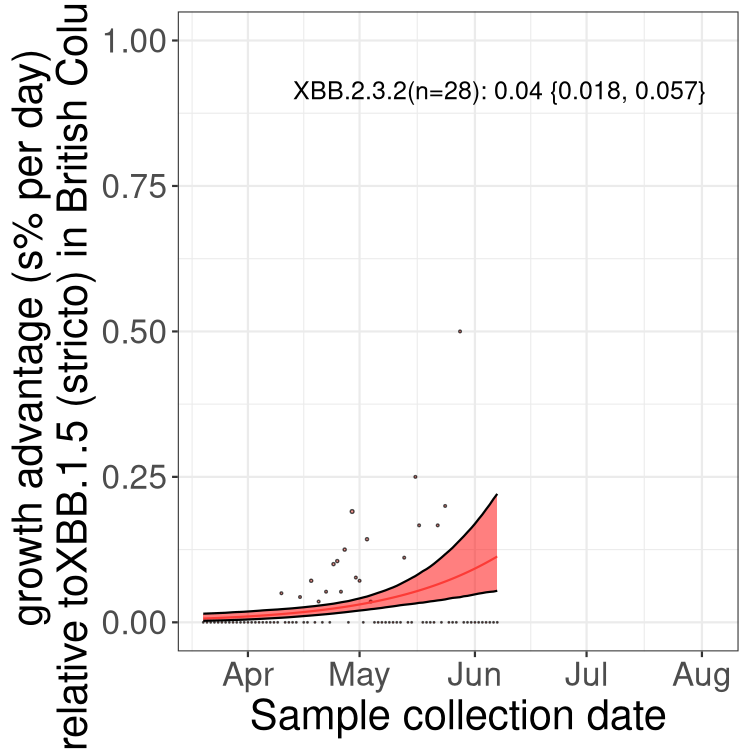 growth advantage (s% per day)
relative toXBB.1.5 (stricto) in British Colu
1.00
0.75
0.50
0.25
0.00
XBB.2.3.2(n=28): 0.04 {0.018, 0.057}
Apr May Jun Jul Aug
Sample collection date